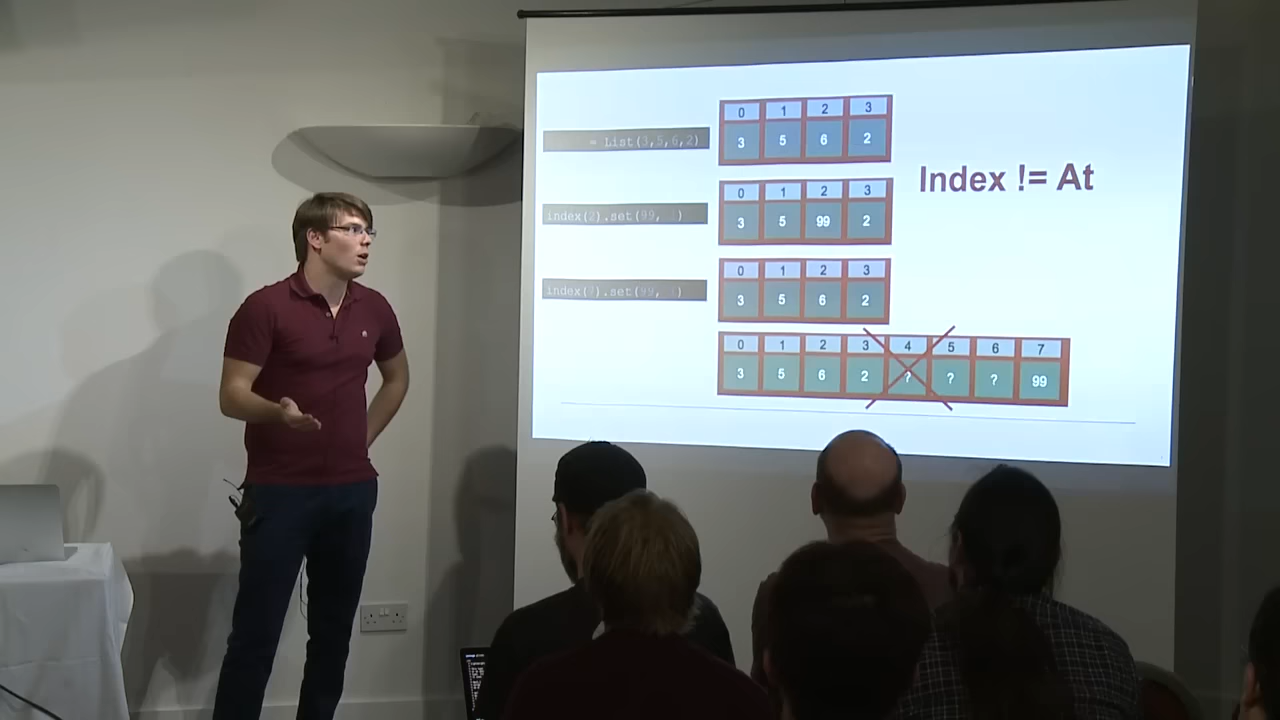 = List(3,5,6,2)
0 1 2 3
3 5 6 2
Index != At
index(2).set(99, )
0 1 2 3
3 5 99 2
index(7).set(99, )
0 1 2 3
3 5 6 2
0 1 2 3 4 5 6 7
3 5 6 2 ? ? ? 99